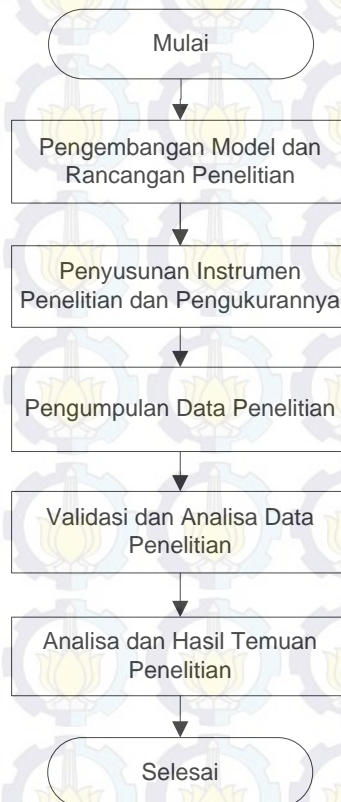 Mulai
Pengembangan Model dan
Rancangan Penelitian
Penyusunan Instrumen
Penelitian dan Pengukurannya
Pengumpulan Data Penelitian
Validasi dan Analisa Data
Penelitian
Analisa dan Hasil Temuan
Penelitian
Selesai